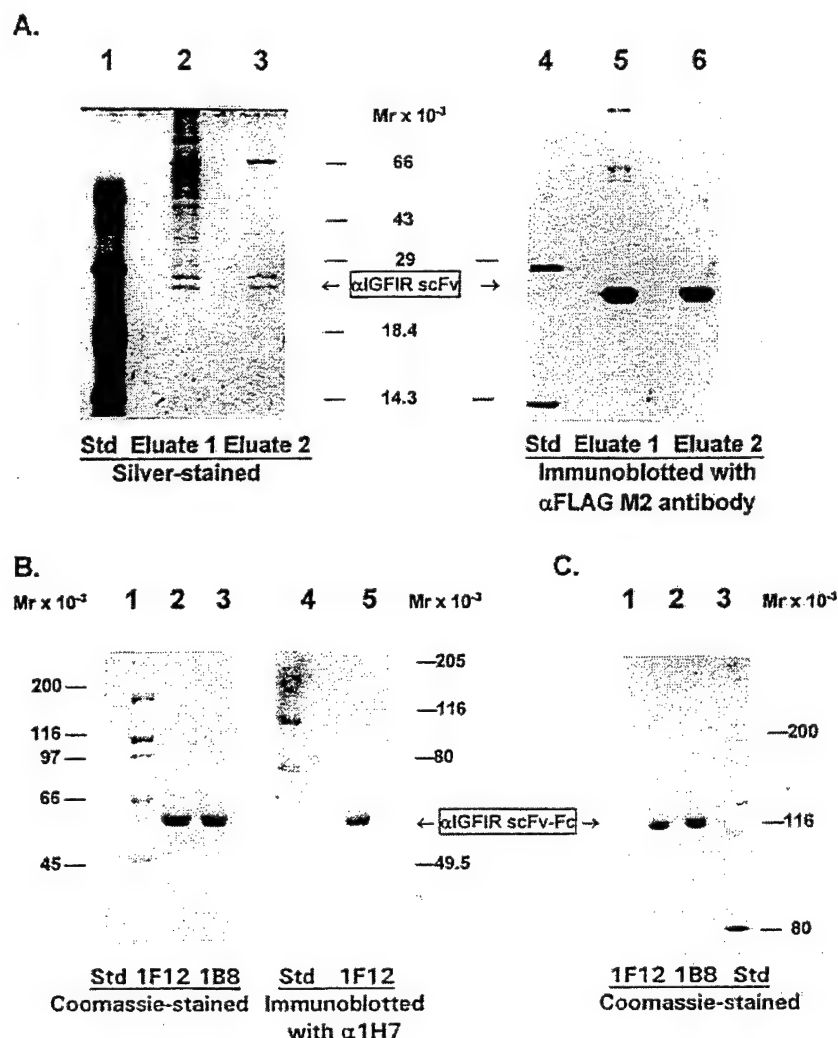 A.
1 2 3 4 5 6
Mr x 10⁻³
66
43
29
← αIGFIR scFv →
18.4
14.3
Std Eluate 1 Eluate 2
Silver-stained
Std Eluate 1 Eluate 2
Immunoblotted with
αFLAG M2 antibody
B.
Mr x 10⁻³ 1 2 3 4 5 Mr x 10⁻³
200
116
97
66
45
205
116
80
49.5
← αIGFIR scFv-Fc →
Std 1F12 1B8
Coomassie-stained
Std 1F12
Immunoblotted
with α1H7
C.
1 2 3 Mr x 10⁻³
200
116
80
1F12 1B8 Std
Coomassie-stained